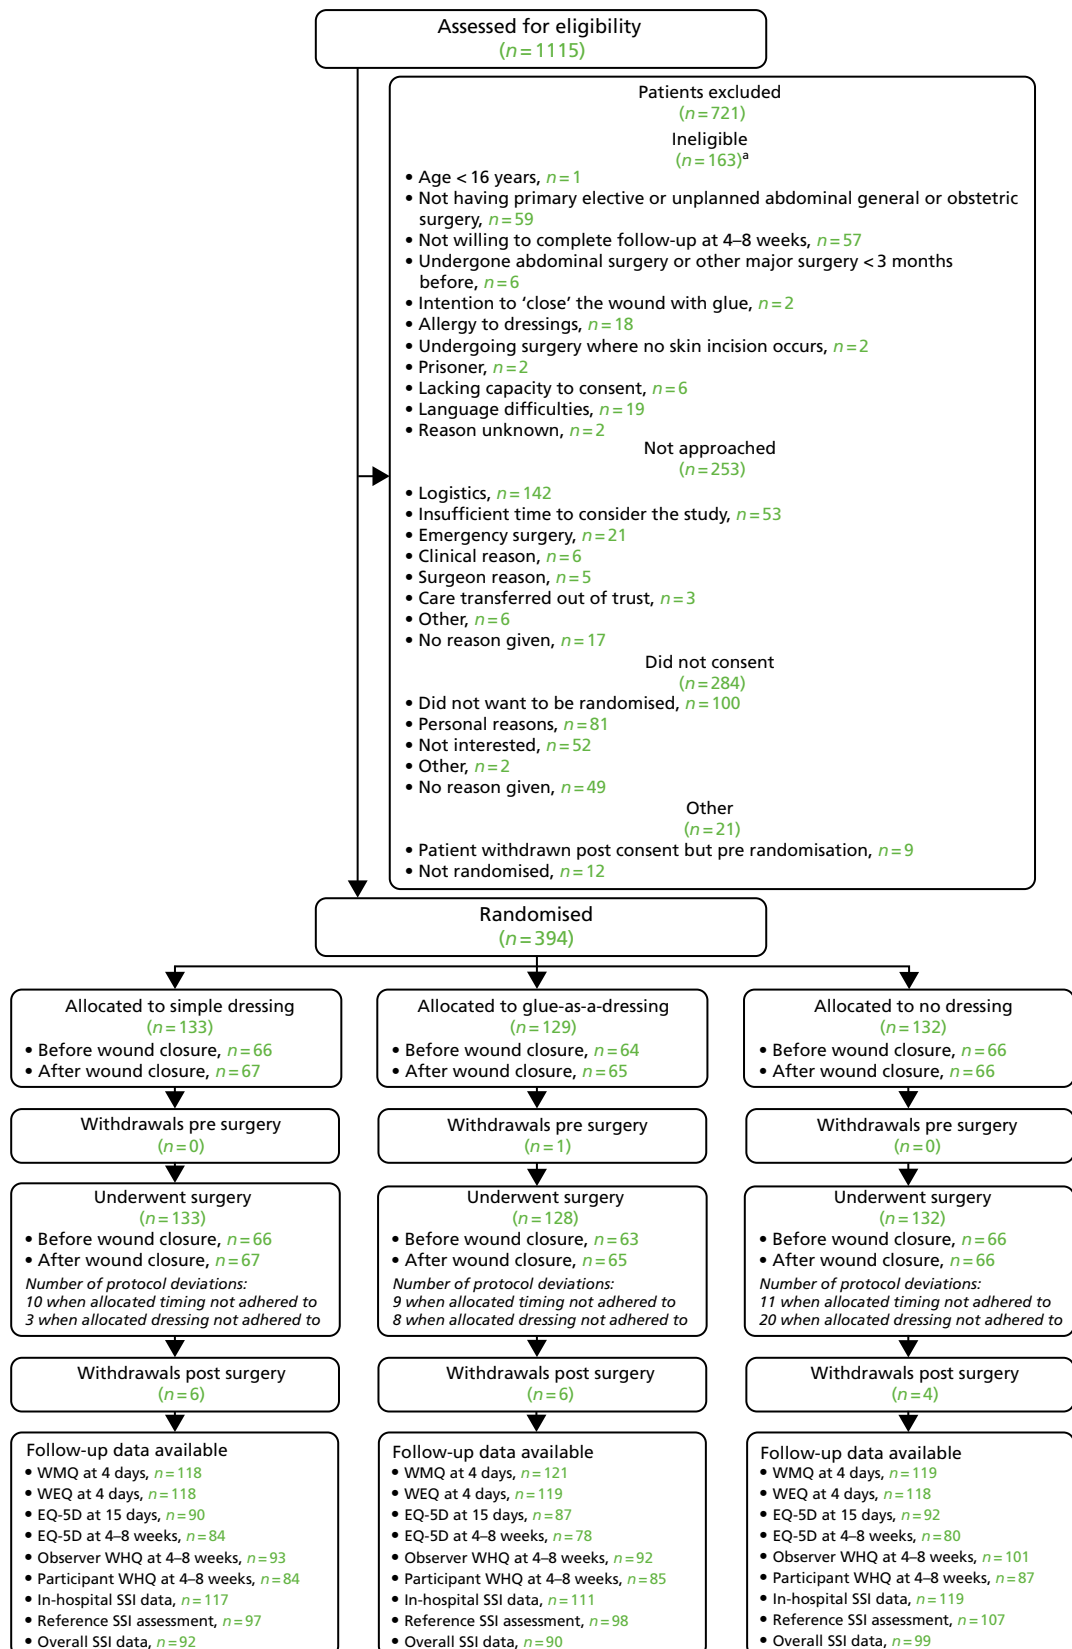 Assessed for eligibility
(n=1115)
Patients excluded
(n=721)
Ineligible
(n=163)a
• Age < 16 years, n=1
• Not having primary elective or unplanned abdominal general or obstetric
surgery, n=59
• Not willing to complete follow-up at 4–8 weeks, n=57
• Undergone abdominal surgery or other major surgery < 3 months
before, n=6
• Intention to ‘close’ the wound with glue, n=2
• Allergy to dressings, n=18
• Undergoing surgery where no skin incision occurs, n=2
• Prisoner, n=2
• Lacking capacity to consent, n=6
• Language difficulties, n=19
• Reason unknown, n=2
Not approached
(n=253)
• Logistics, n=142
• Insufficient time to consider the study, n=53
• Emergency surgery, n=21
• Clinical reason, n=6
• Surgeon reason, n=5
• Care transferred out of trust, n=3
• Other, n=6
• No reason given, n=17
Did not consent
(n=284)
• Did not want to be randomised, n=100
• Personal reasons, n=81
• Not interested, n=52
• Other, n=2
• No reason given, n=49
Other
(n=21)
• Patient withdrawn post consent but pre randomisation, n=9
• Not randomised, n=12
Randomised
(n=394)
Allocated to simple dressing
(n=133)
• Before wound closure, n=66
• After wound closure, n=67
Allocated to glue-as-a-dressing
(n=129)
• Before wound closure, n=64
• After wound closure, n=65
Allocated to no dressing
(n=132)
• Before wound closure, n=66
• After wound closure, n=66
Withdrawals pre surgery
(n=0)
Withdrawals pre surgery
(n=1)
Withdrawals pre surgery
(n=0)
Underwent surgery
(n=133)
• Before wound closure, n=66
• After wound closure, n=67
Number of protocol deviations:
10 when allocated timing not adhered to
3 when allocated dressing not adhered to
Underwent surgery
(n=128)
• Before wound closure, n=63
• After wound closure, n=65
Number of protocol deviations:
9 when allocated timing not adhered to
8 when allocated dressing not adhered to
Underwent surgery
(n=132)
• Before wound closure, n=66
• After wound closure, n=66
Number of protocol deviations:
11 when allocated timing not adhered to
20 when allocated dressing not adhered to
Withdrawals post surgery
(n=6)
Withdrawals post surgery
(n=6)
Withdrawals post surgery
(n=4)
Follow-up data available
• WMQ at 4 days, n=118
• WEQ at 4 days, n=118
• EQ-5D at 15 days, n=90
• EQ-5D at 4–8 weeks, n=84
• Observer WHQ at 4–8 weeks, n=93
• Participant WHQ at 4–8 weeks, n=84
• In-hospital SSI data, n=117
• Reference SSI assessment, n=97
• Overall SSI data, n=92
Follow-up data available
• WMQ at 4 days, n=121
• WEQ at 4 days, n=119
• EQ-5D at 15 days, n=87
• EQ-5D at 4–8 weeks, n=78
• Observer WHQ at 4–8 weeks, n=92
• Participant WHQ at 4–8 weeks, n=85
• In-hospital SSI data, n=111
• Reference SSI assessment, n=98
• Overall SSI data, n=90
Follow-up data available
• WMQ at 4 days, n=119
• WEQ at 4 days, n=118
• EQ-5D at 15 days, n=92
• EQ-5D at 4–8 weeks, n=80
• Observer WHQ at 4–8 weeks, n=101
• Participant WHQ at 4–8 weeks, n=87
• In-hospital SSI data, n=119
• Reference SSI assessment, n=107
• Overall SSI data, n=99